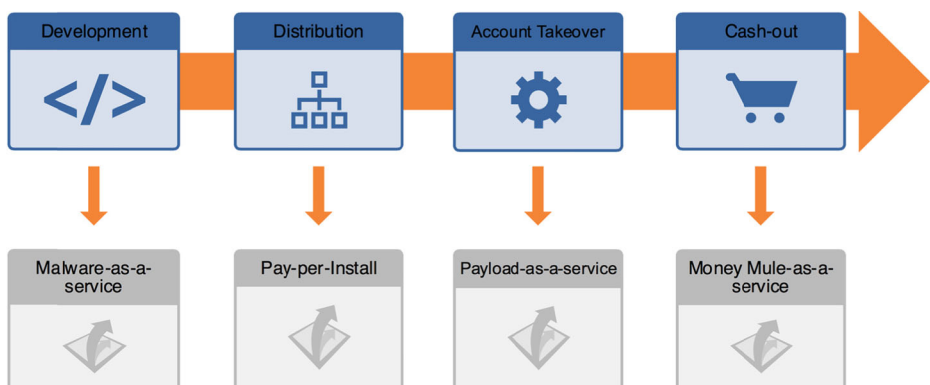 Development
Distribution
Account Takeover
Cash-out
</>
Malware-as-a-
service
Pay-per-Install
Payload-as-a-service
Money Mule-as-a-
service